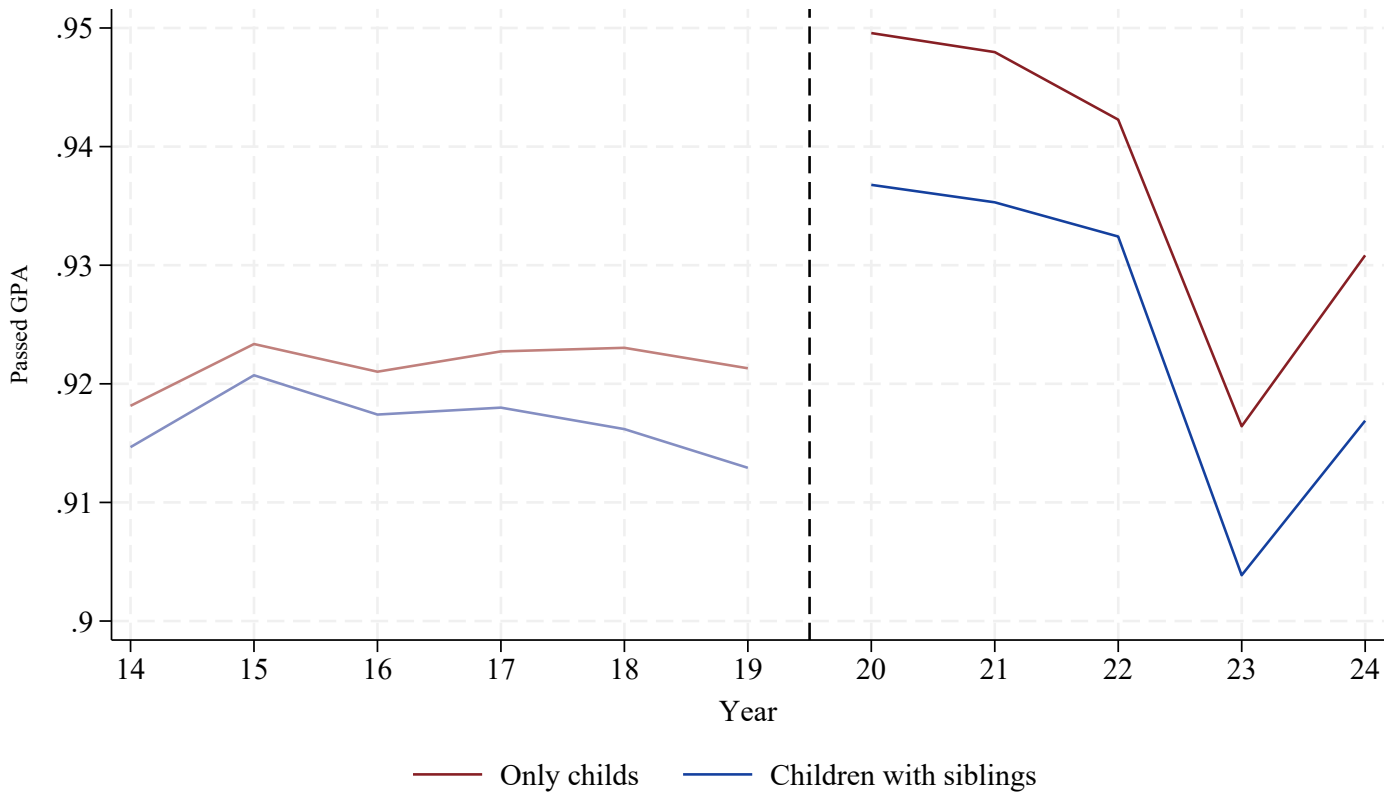 .95
.94
.93
.92
.91
.9
Passed GPA
14 15 16 17 18 19 20 21 22 23 24
Year
Only childs Children with siblings